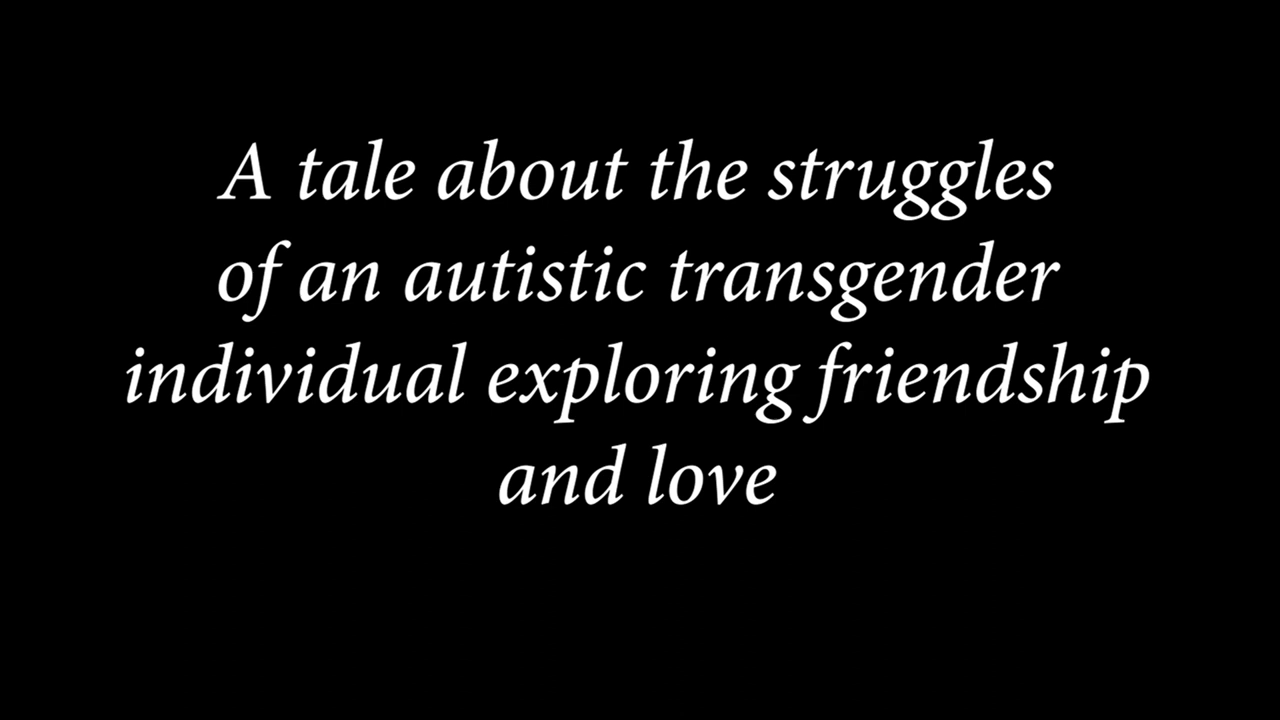 A tale about the struggles
of an autistic transgender
individual exploring friendship
and love